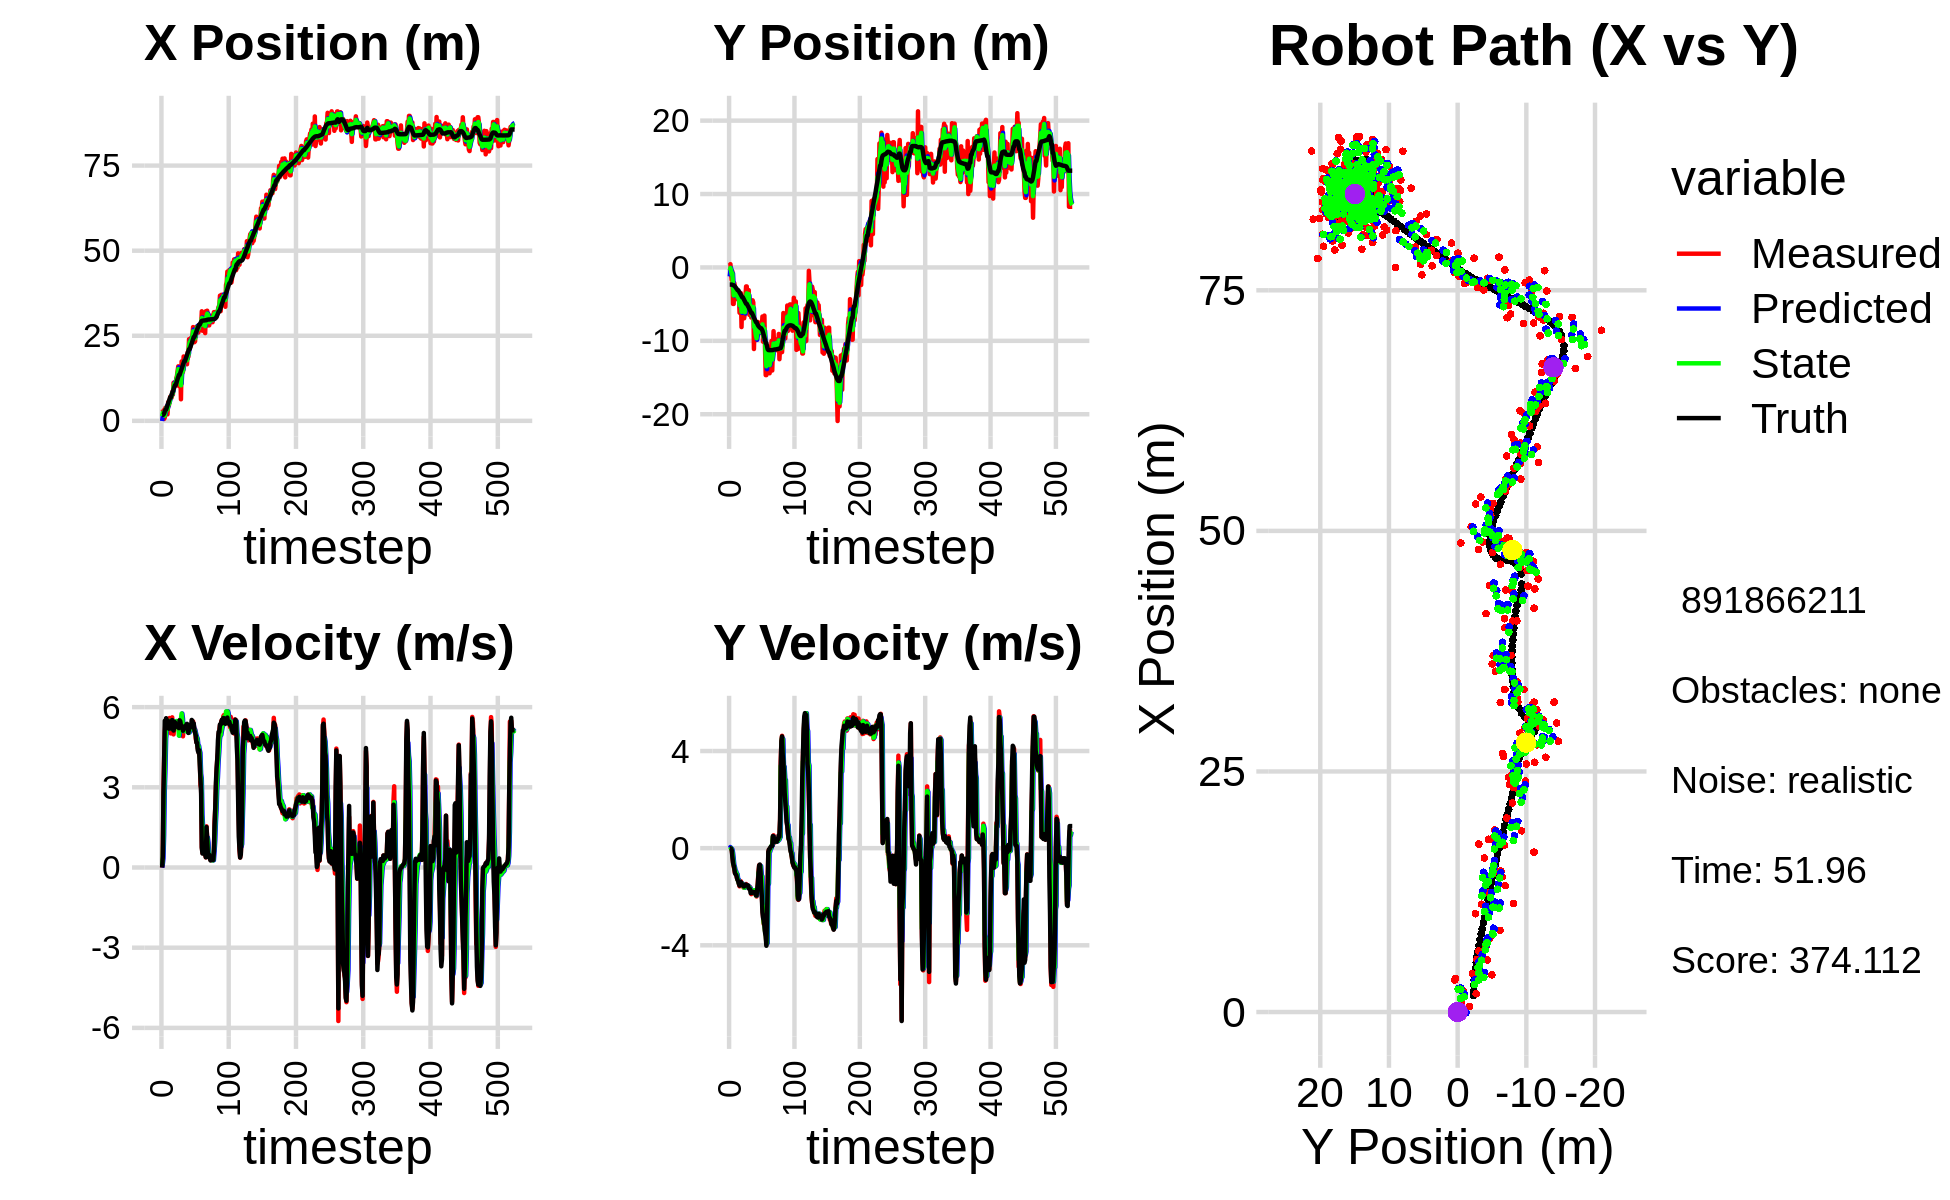 X Position (m)
75
50
25
0
0 100 200 300 400 500
timestep
Y Position (m)
20
10
0
-10
-20
0 100 200 300 400 500
timestep
X Velocity (m/s)
6
3
0
-3
-6
0 100 200 300 400 500
timestep
Y Velocity (m/s)
4
0
-4
0 100 200 300 400 500
timestep
Robot Path (X vs Y)
X Position (m)
75
50
25
0
20 10 0 -10 -20
Y Position (m)
variable
Measured
Predicted
State
Truth
891866211
Obstacles: none
Noise: realistic
Time: 51.96
Score: 374.112